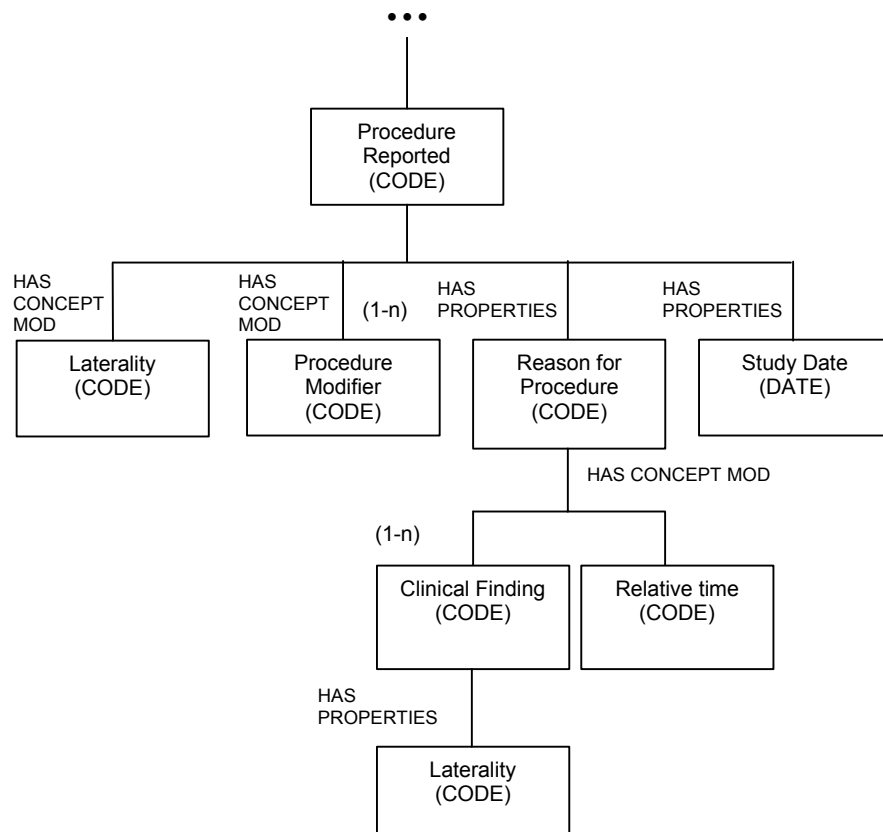 •••
Procedure
Reported
(CODE)
HAS
CONCEPT
MOD
HAS
CONCEPT
MOD
(1-n)
HAS
PROPERTIES
HAS
PROPERTIES
Laterality
(CODE)
Procedure
Modifier
(CODE)
Reason for
Procedure
(CODE)
Study Date
(DATE)
HAS CONCEPT MOD
(1-n)
Clinical Finding
(CODE)
Relative time
(CODE)
HAS
PROPERTIES
Laterality
(CODE)